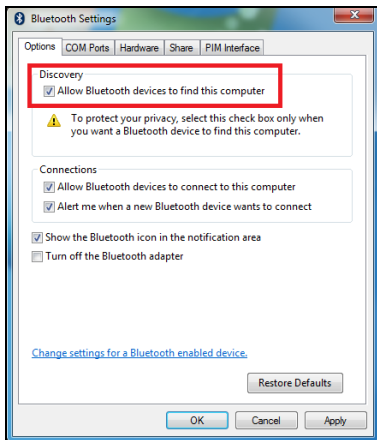 Bluetooth Settings
Options COM Ports Hardware Share PIM Interface
Discovery
Allow Bluetooth devices to find this computer
To protect your privacy, select this check box only when
you want a Bluetooth device to find this computer.
Connections
Allow Bluetooth devices to connect to this computer
Alert me when a new Bluetooth device wants to connect
Show the Bluetooth icon in the notification area
Turn off the Bluetooth adapter
Change settings for a Bluetooth enabled device.
Restore Defaults
OK Cancel Apply